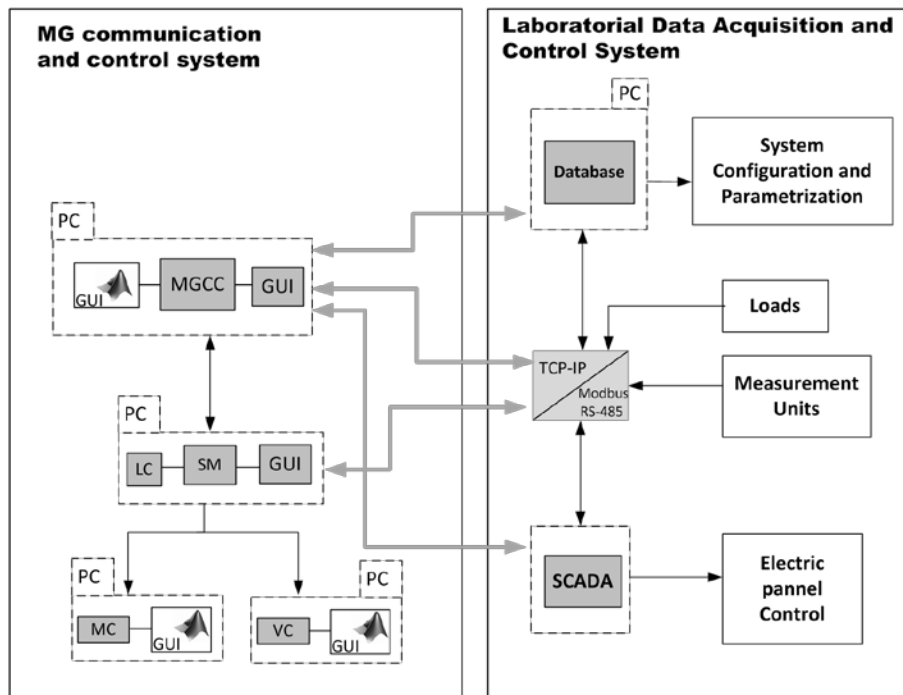 MG communication
and control system
PC
GUI
MGCC
GUI
PC
LC
SM
GUI
PC
MC
GUI
PC
VC
GUI
Laboratorial Data Acquisition and
Control System
PC
Database
System
Configuration and
Parametrization
Loads
TCP-IP
Modbus
RS-485
Measurement
Units
SCADA
Electric
pannel
Control